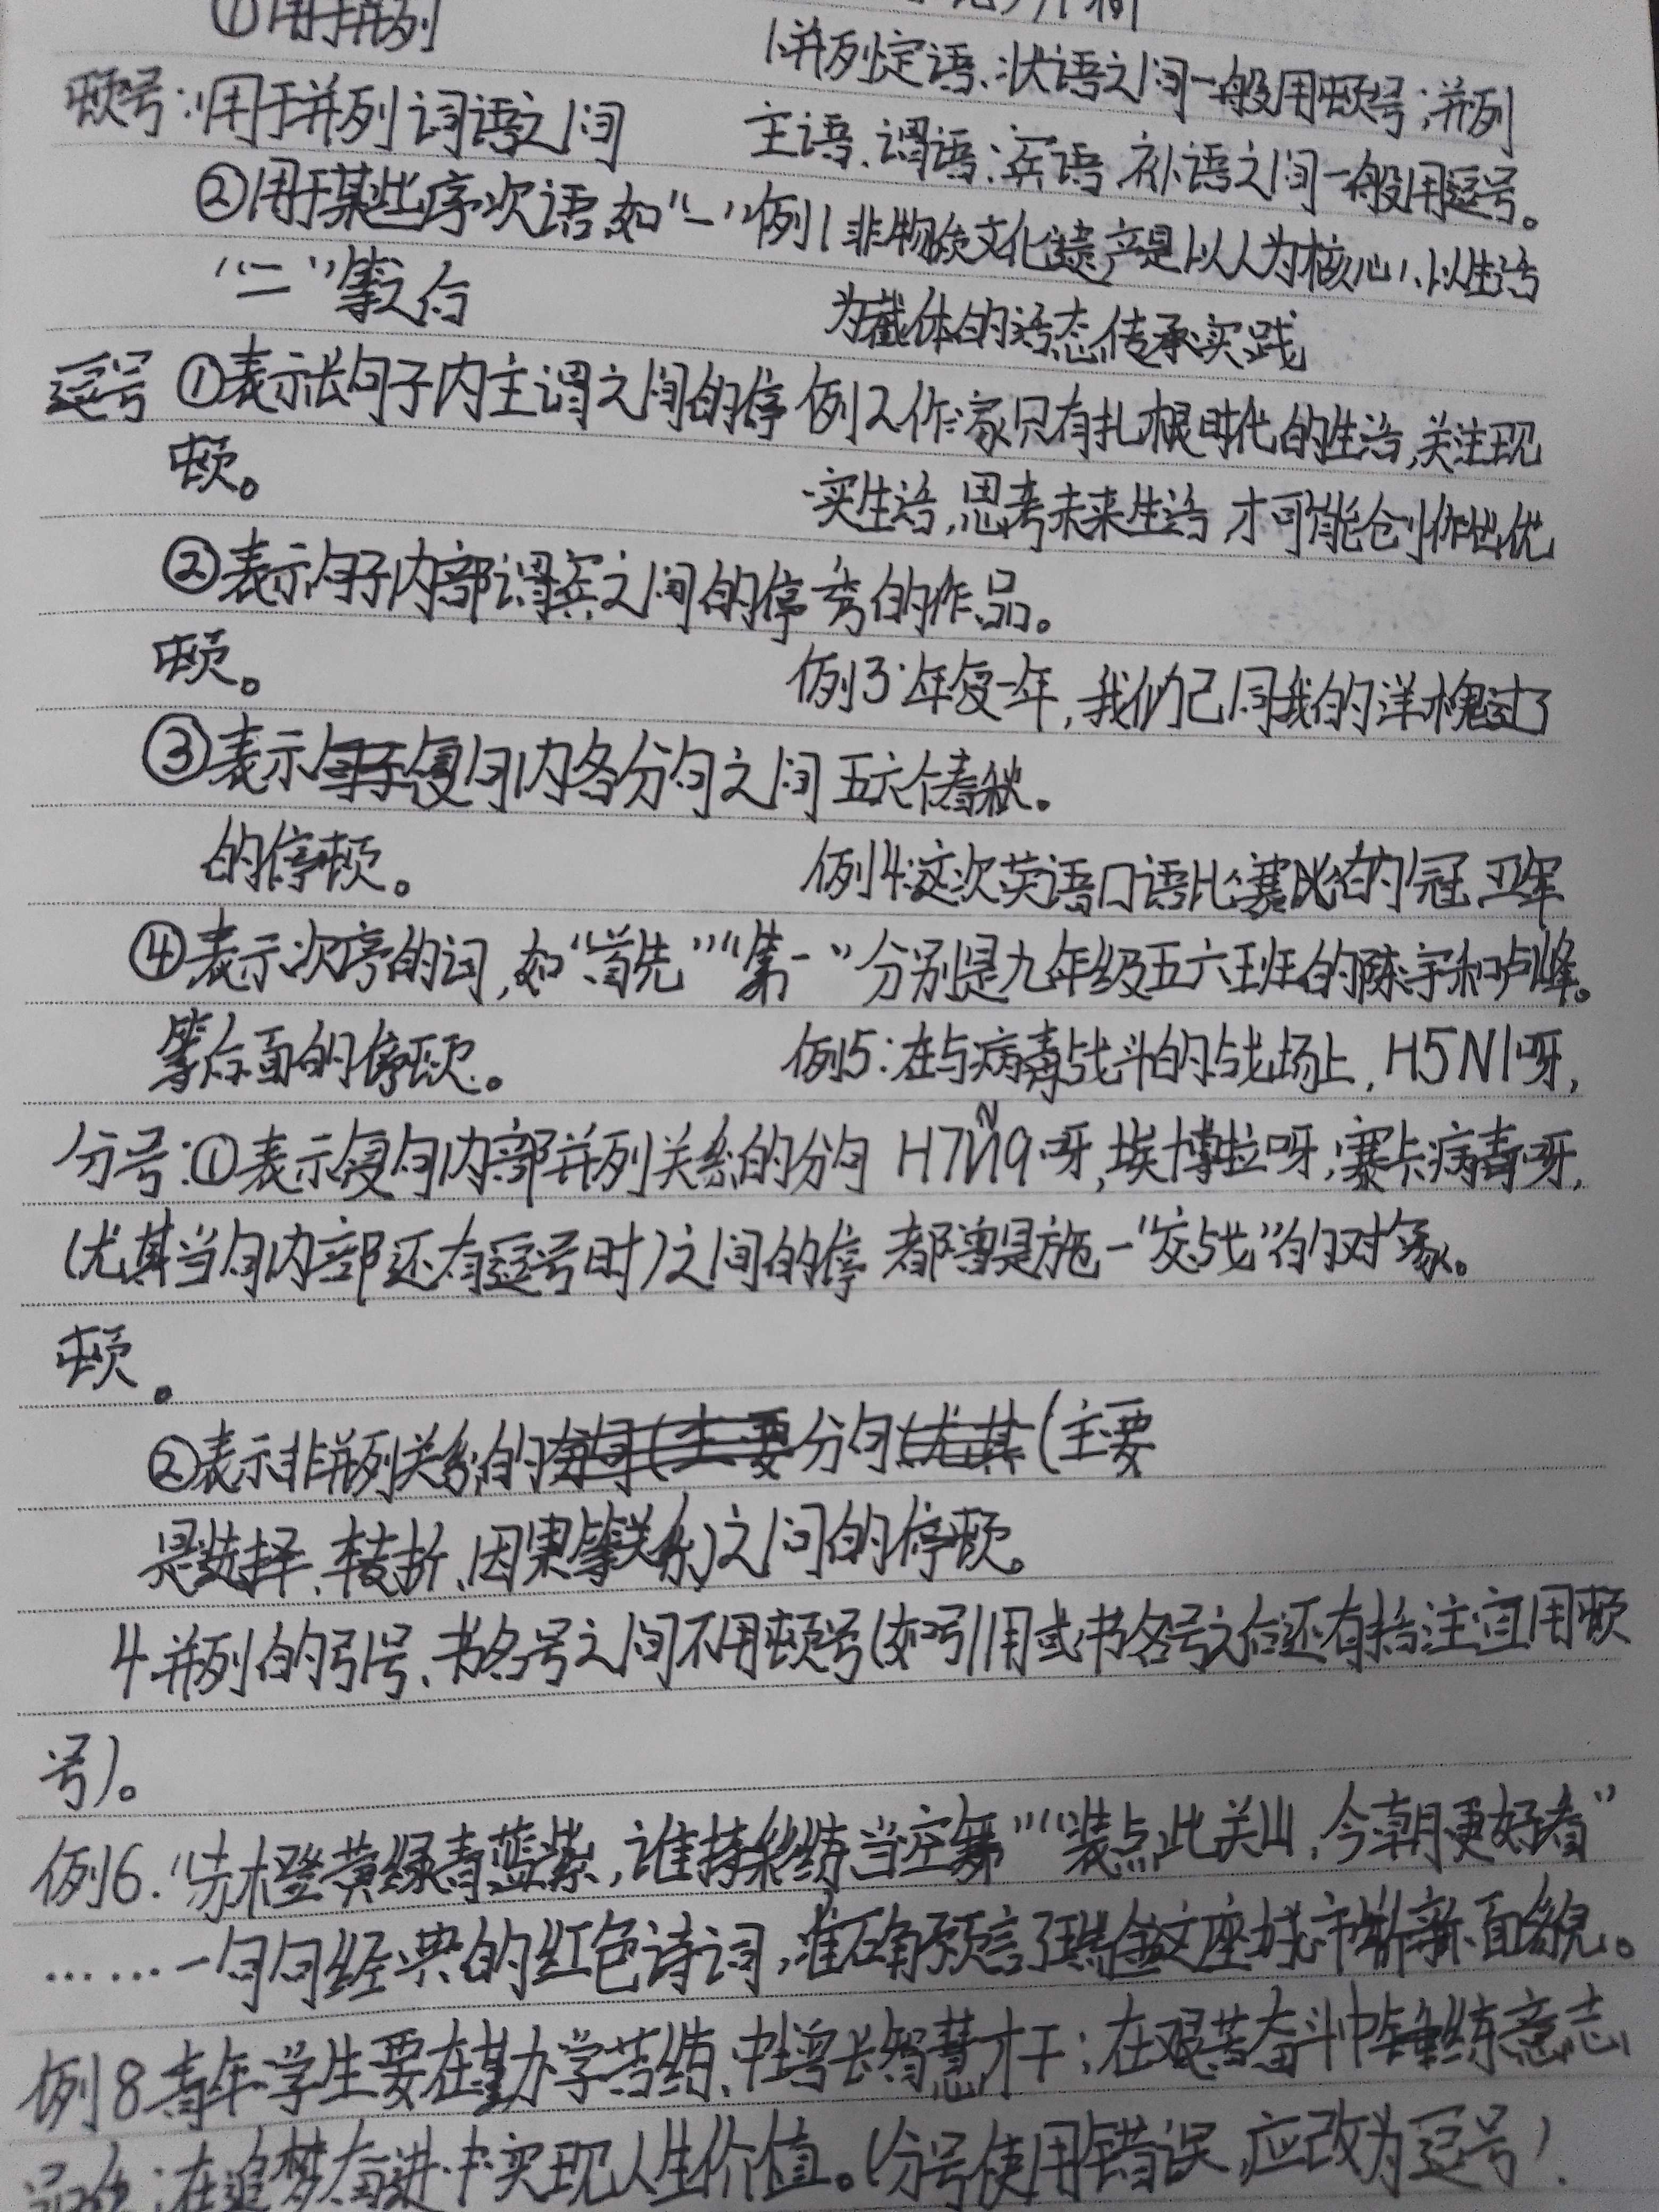 ①用于并列
顿号:用于并列词语之间
②用于某些序次语,如“一”
“二”等之后
逗号 ①表示长句子内主谓之间的停
顿。
②表示句子内部谓宾之间的停
顿。
③表示复句内各分句之间
的停顿。
④表示次序的词,如“首先”“第一”
等后面的停顿。
分号:①表示复句内部并列关系的分句
(尤其当句内部还有逗号时)之间的停
顿。
②表示非并列关系的分句(主要
是选择、转折、因果等关系)之间的停顿。
1.并列定语、状语之间一般用顿号;并列
主语、谓语、宾语、补语之间一般用逗号。
例1非物质文化遗产是以人为核心、以生活
为截体的活态传承实践
例2作家只有扎根时代的生活,关注现
实生活,思考未来生活,才可能创作出优
秀的作品。
例3:年复一年,我们已同我的洋槐过了
五六个春秋。
例4:这次英语口语比赛的冠、亚军
分别是九年级五六班的陈宇和卢峰。
例5:在与病毒战斗的战场上,H5N1呀,
H7N9呀,埃博拉呀,寨卡病毒呀,
都曾是施一“交战”的对象。
4.并列的引号、书名号之间不用顿号(如引用或书名号之后还有括注宜用顿
号)。
例6.“赤橙黄绿青蓝紫,谁持彩练当空舞”“装点此关山,今朝更好看”
……一句句经典的红色诗词,准确预言了瑞金这座城市崭新面貌。
例8青年学生要在勤学苦练、中增长智慧才干;在艰苦奋斗中锤练意志
品质;在追梦奋进中实现人生价值。(分号使用错误,应改为逗号)